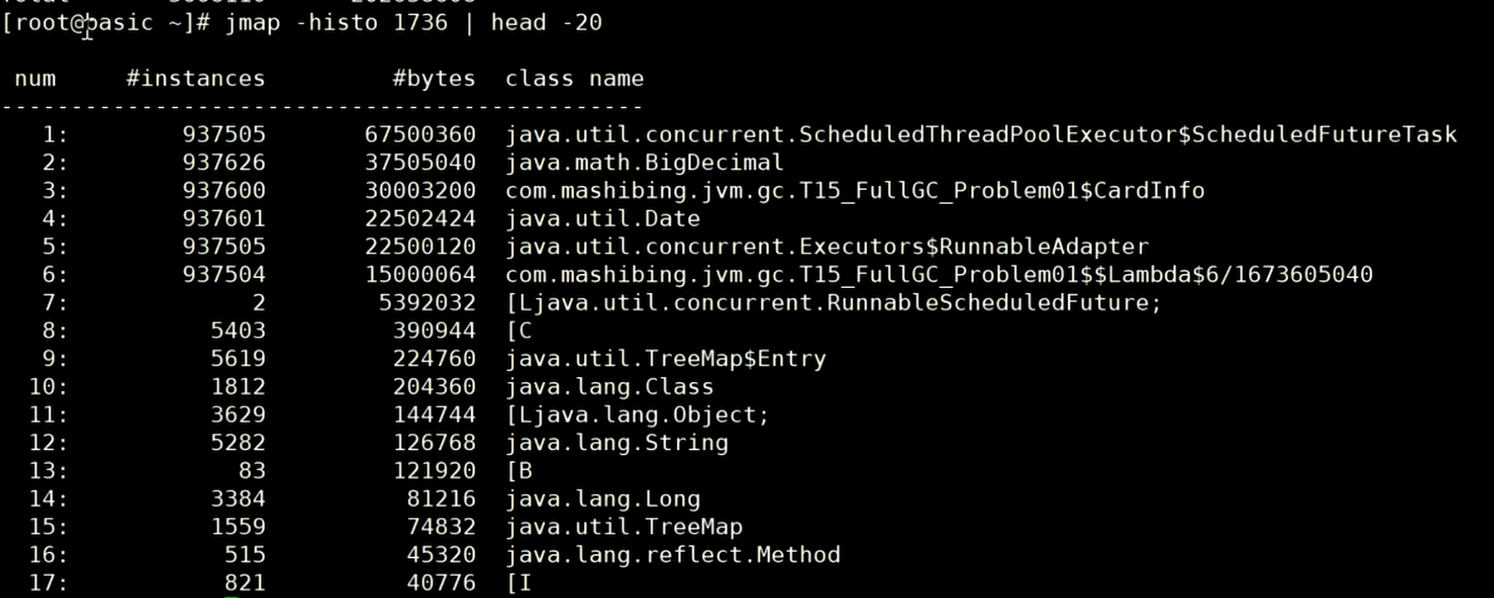 [root@basic ~]# jmap -histo 1736 | head -20
num #instances #bytes class name
----------------------------------------------
1: 937505 67500360 java.util.concurrent.ScheduledThreadPoolExecutor$ScheduledFutureTask
2: 937626 37505040 java.math.BigDecimal
3: 937600 30003200 com.mashibing.jvm.gc.T15_FullGC_Problem01$CardInfo
4: 937601 22502424 java.util.Date
5: 937505 22500120 java.util.concurrent.Executors$RunnableAdapter
6: 937504 15000064 com.mashibing.jvm.gc.T15_FullGC_Problem01$$Lambda$6/1673605040
7: 2 5392032 [Ljava.util.concurrent.RunnableScheduledFuture;
8: 5403 390944 [C
9: 5619 224760 java.util.TreeMap$Entry
10: 1812 204360 java.lang.Class
11: 3629 144744 [Ljava.lang.Object;
12: 5282 126768 java.lang.String
13: 83 121920 [B
14: 3384 81216 java.lang.Long
15: 1559 74832 java.util.TreeMap
16: 515 45320 java.lang.reflect.Method
17: 821 40776 [I